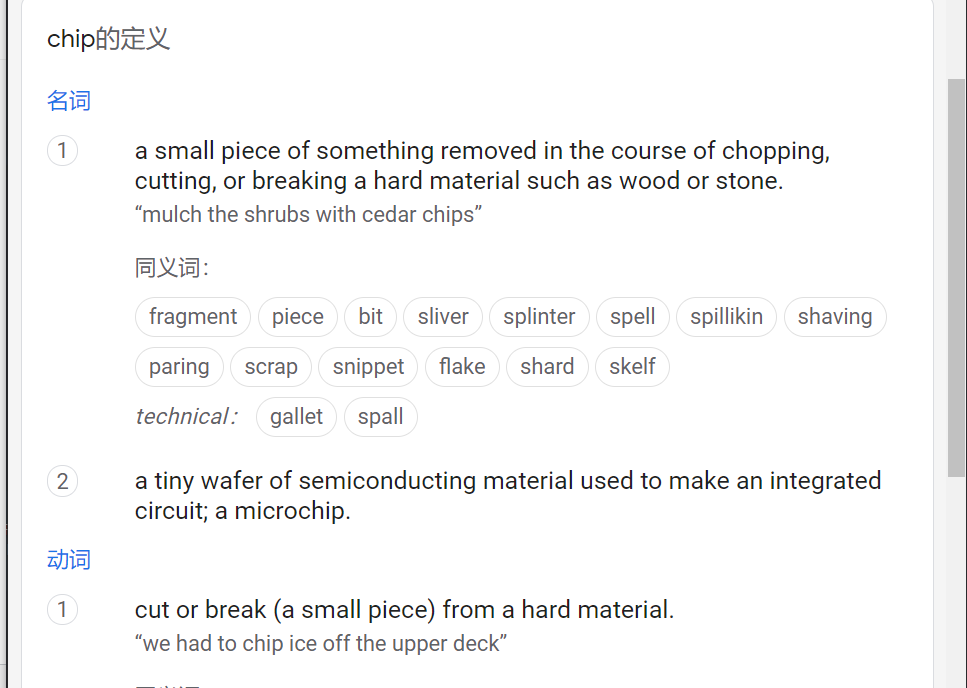 chip的定义
名词
1
a small piece of something removed in the course of chopping,
cutting, or breaking a hard material such as wood or stone.
“mulch the shrubs with cedar chips”
同义词：
fragment piece bit sliver splinter spell spillikin shaving
paring scrap snippet flake shard skelf
technical： gallet spall
2
a tiny wafer of semiconducting material used to make an integrated
circuit; a microchip.
动词
1
cut or break (a small piece) from a hard material.
“we had to chip ice off the upper deck”